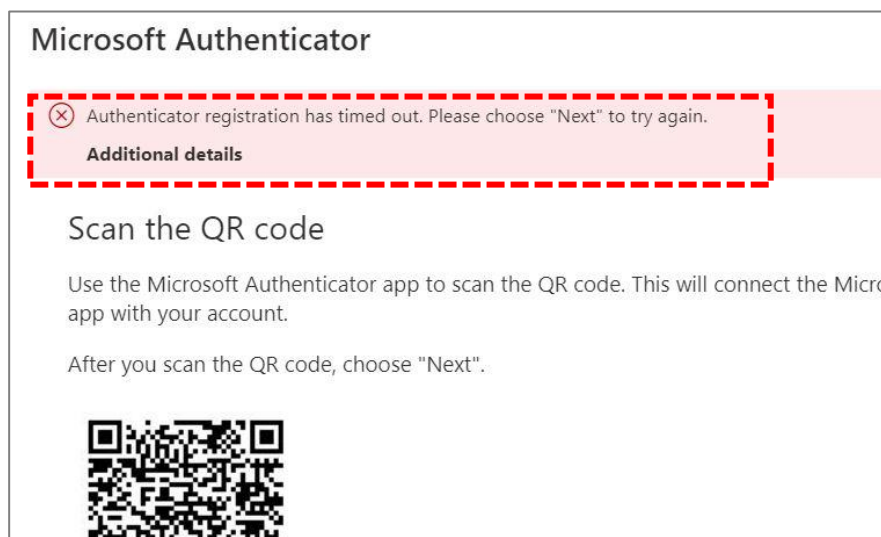 Microsoft Authenticator
Authenticator registration has timed out. Please choose "Next" to try again.
Additional details
Scan the QR code
Use the Microsoft Authenticator app to scan the QR code. This will connect the
app with your account.
After you scan the QR code, choose "Next".